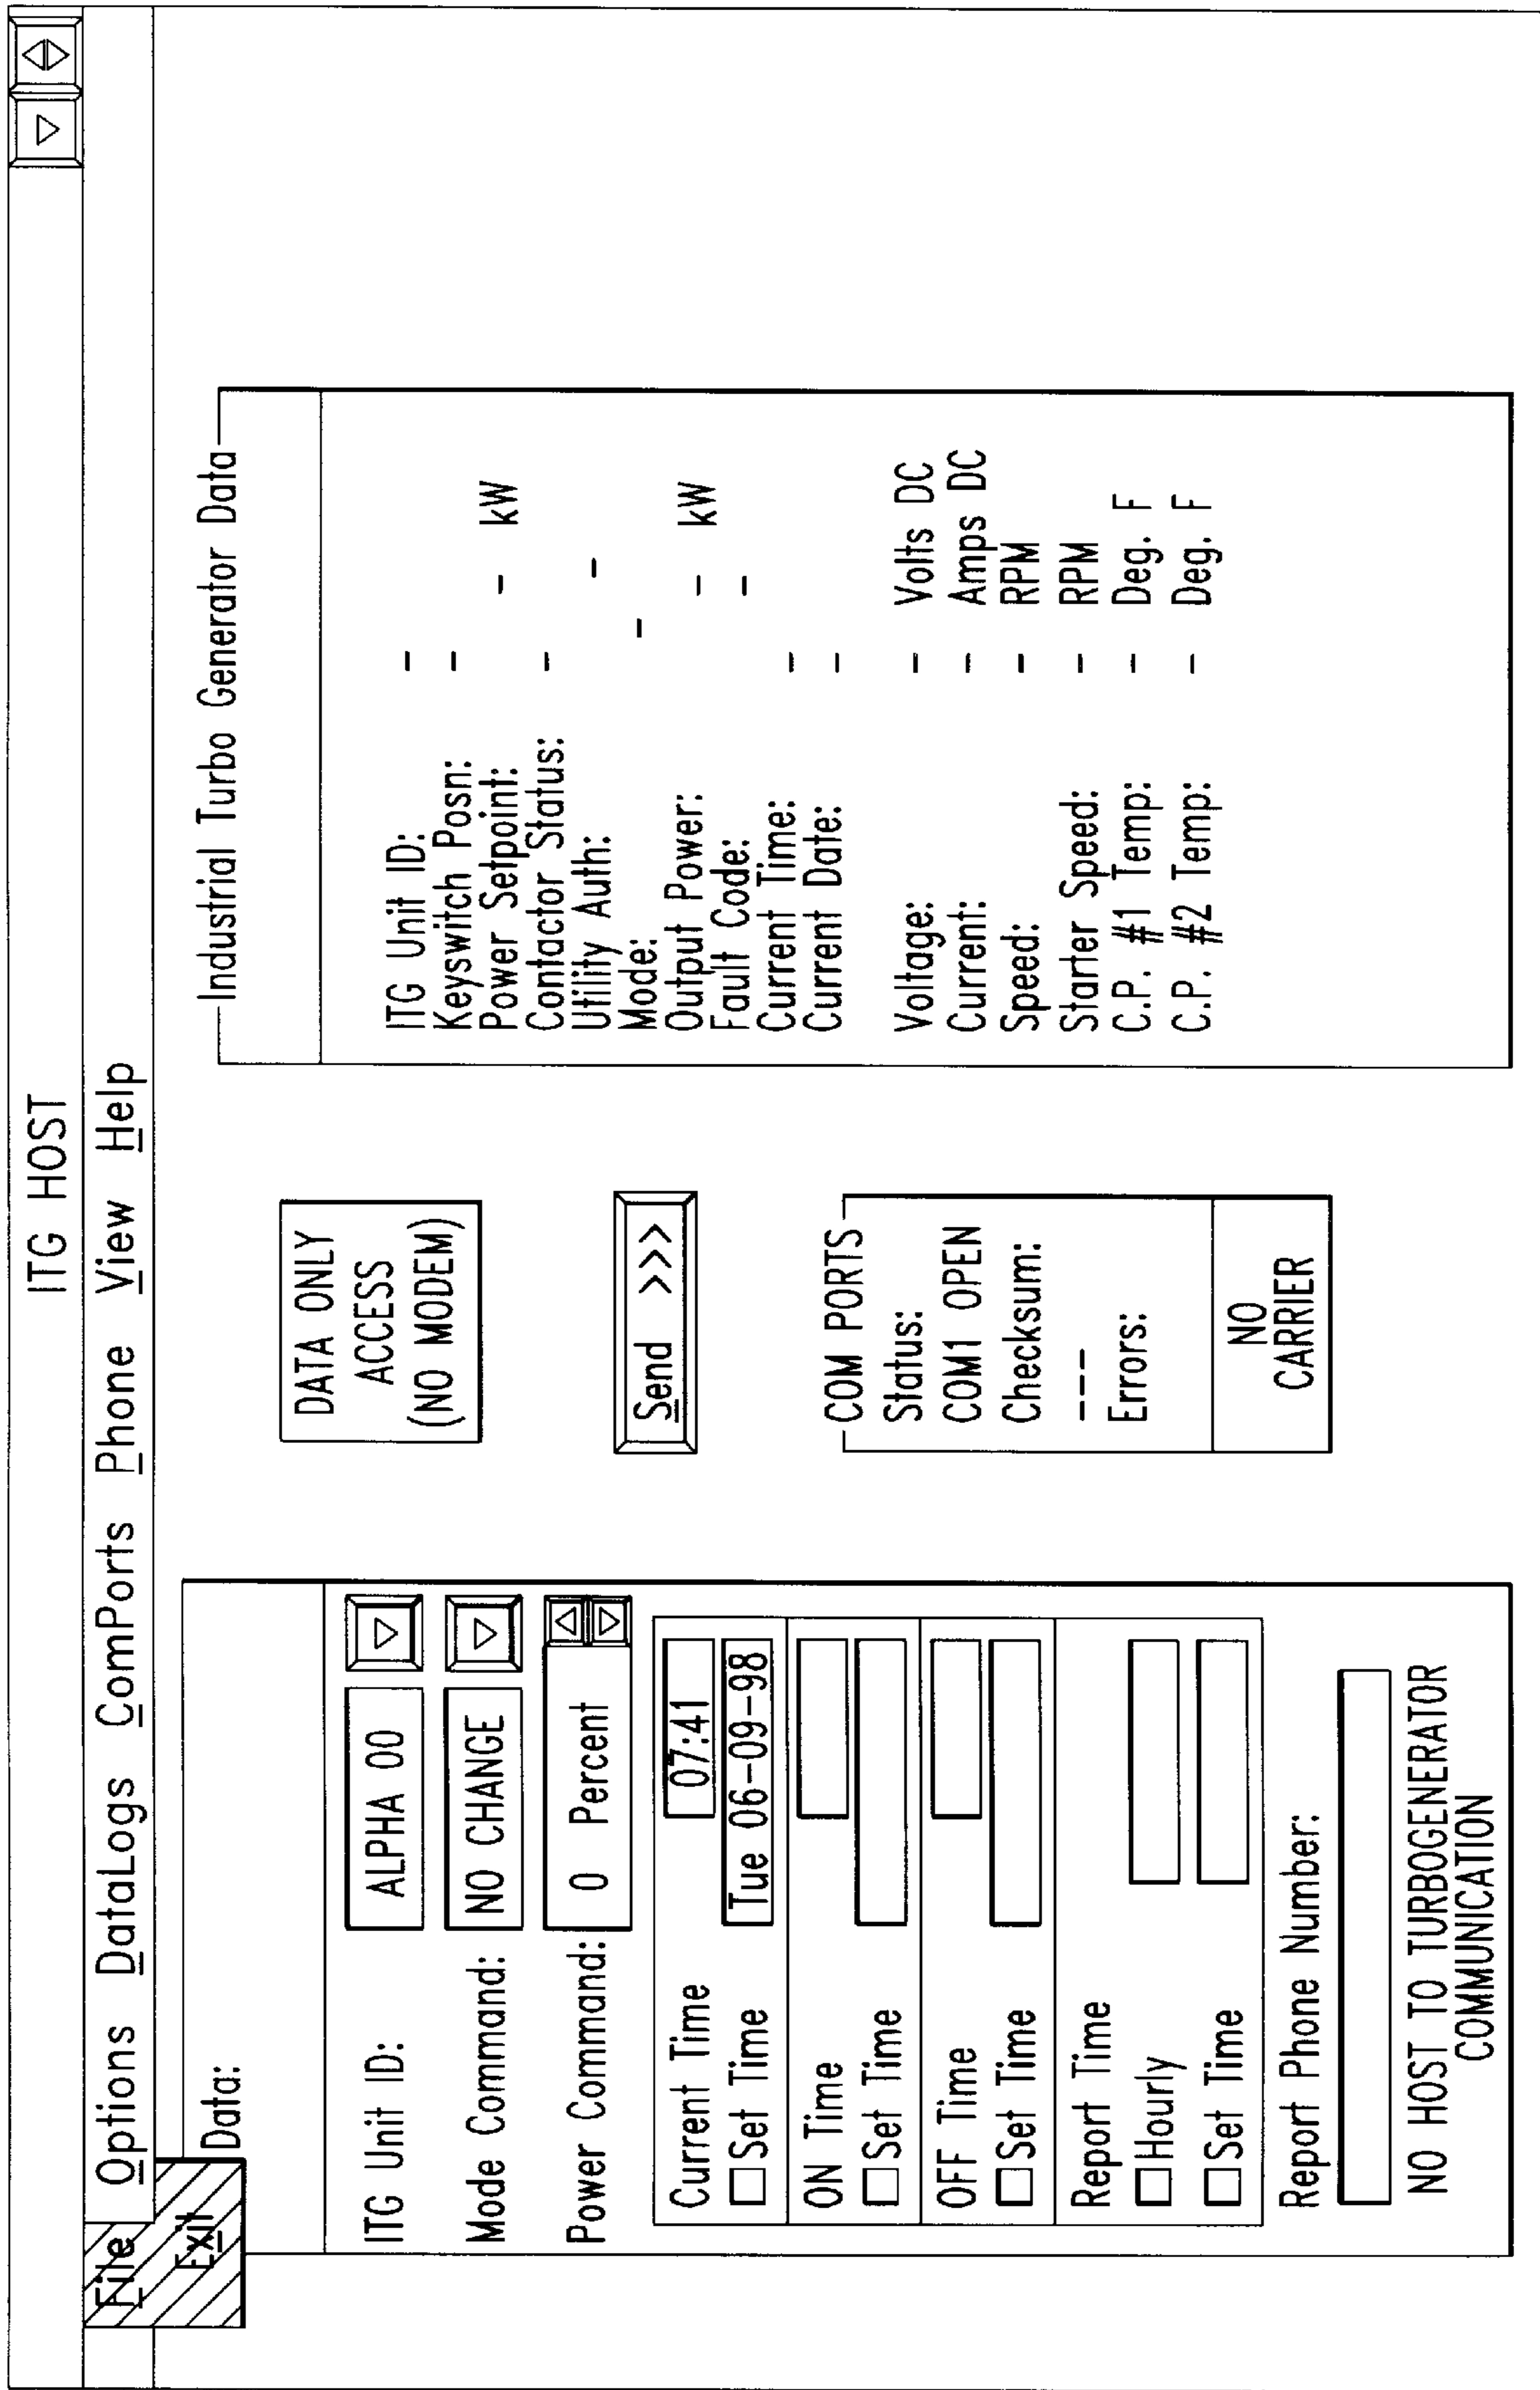 ITG HOST
File Options DataLogs ComPorts Phone View Help
Exit
Data:
ITG Unit ID: ALPHA 00
Mode Command: NO CHANGE
Power Command: 0 Percent
Current Time 07:41
Set Time Tue 06-09-98
ON Time
Set Time
OFF Time
Set Time
Report Time
Hourly
Set Time
Report Phone Number:
NO HOST TO TURBOGENERATOR
COMMUNICATION
DATA ONLY
ACCESS
(NO MODEM)
Send >>>
COM PORTS
Status:
COM1 OPEN
Checksum:
---
Errors:
NO
CARRIER
Industrial Turbo Generator Data
ITG Unit ID: -
Keyswitch Posn: -
Power Setpoint: - kW
Contactor Status: -
Utility Auth: -
Mode: -
Output Power: - kW
Fault Code: -
Current Time: -
Current Date: -
Voltage: - Volts DC
Current: - Amps DC
Speed: - RPM
Starter Speed: - RPM
C.P. #1 Temp: - Deg. F
C.P. #2 Temp: - Deg. F